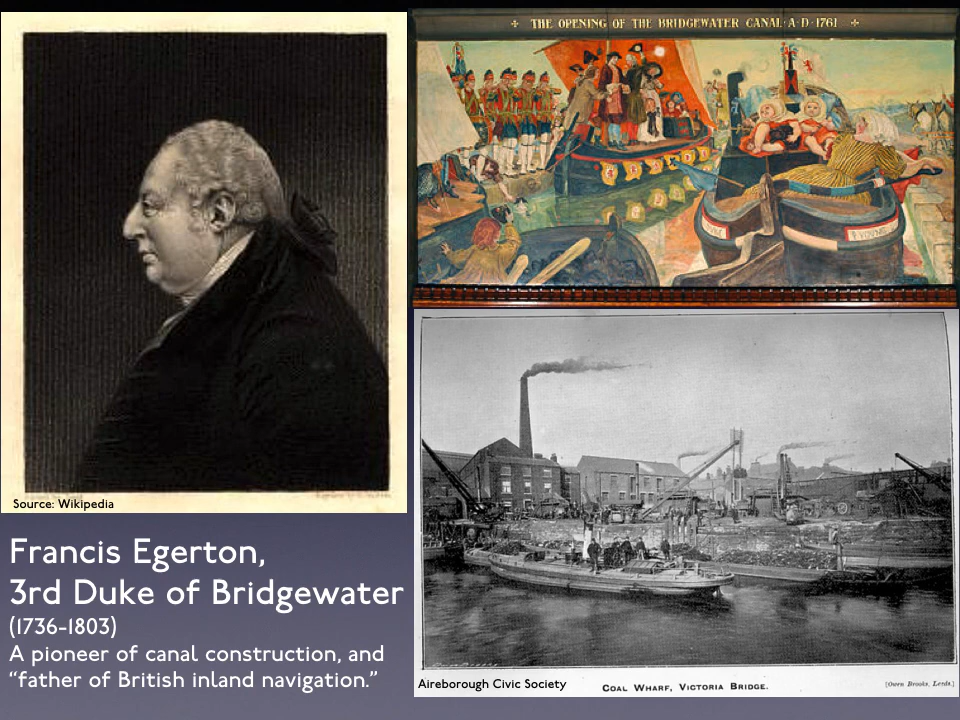 ✢ THE OPENING OF THE BRIDGEWATER CANAL·A·D·1761 ✢
Source: Wikipedia
Francis Egerton,
3rd Duke of Bridgewater
(1736-1803)
A pioneer of canal construction, and
“father of British inland navigation.”
Aireborough Civic Society
COAL WHARF, VICTORIA BRIDGE.
[Owen Brooks, Leeds.]